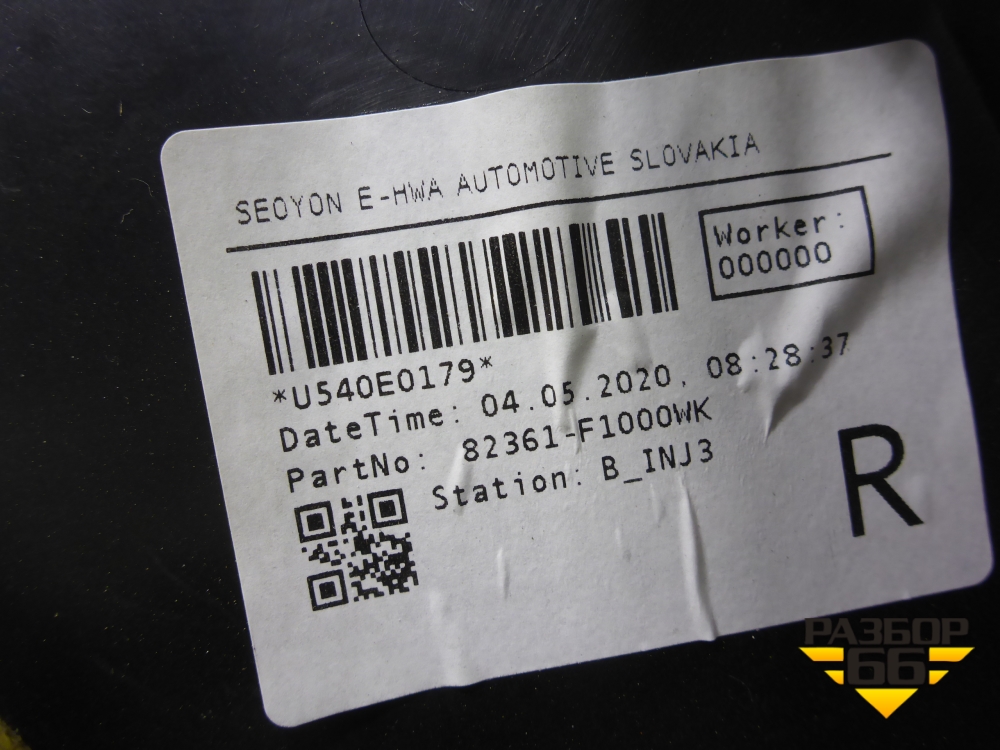 SEOYON E-HWA AUTOMOTIVE SLOVAKIA
Worker:
000000
*U540E0179*
DateTime: 04.05.2020, 08:28:37
PartNo: 82361-F1000WK
Station: B_INJ3
R
РАЗБОР
66